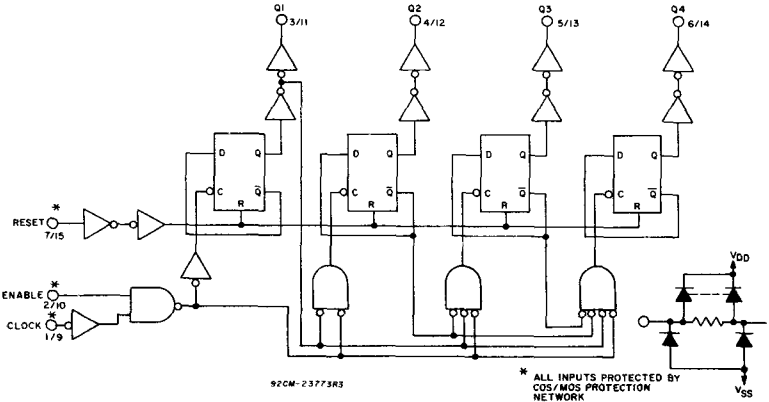 Q1
3/11
Q2
4/12
Q3
5/13
Q4
6/14
D Q
C Q̅
R
D Q
C Q̅
R
D Q
C Q̅
R
D Q
C Q̅
R
*
RESET
7/15
*
ENABLE
2/10
*
CLOCK
1/9
VDD
VSS
92CM-23773R3
* ALL INPUTS PROTECTED BY
COS/MOS PROTECTION
NETWORK